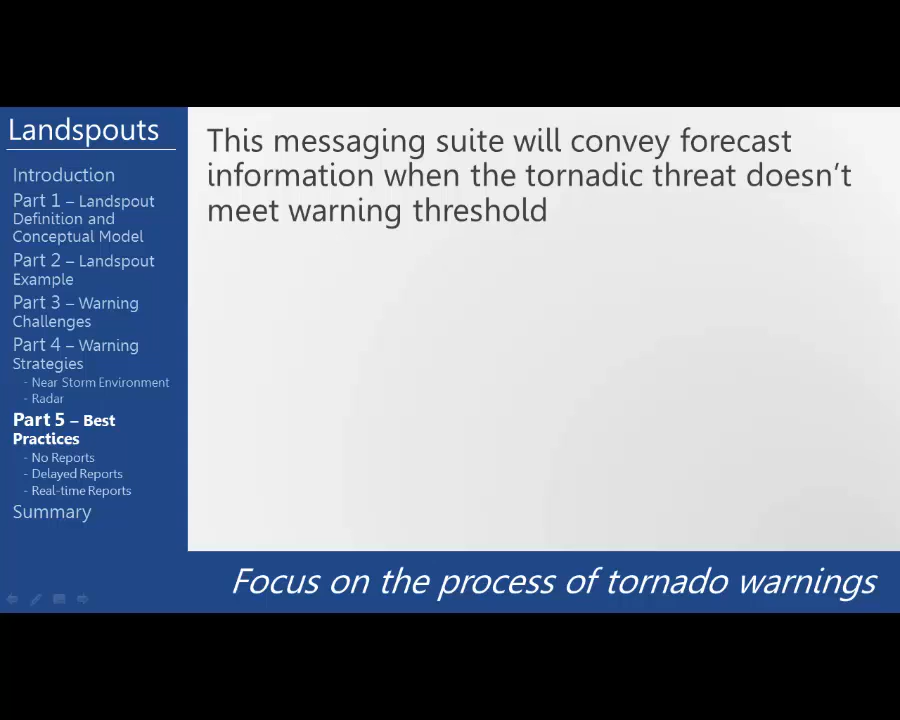 Landspouts
Introduction
Part 1 – Landspout
Definition and
Conceptual Model
Part 2 – Landspout
Example
Part 3 – Warning
Challenges
Part 4 – Warning
Strategies
- Near Storm Environment
- Radar
Part 5 – Best
Practices
- No Reports
- Delayed Reports
- Real-time Reports
Summary
This messaging suite will convey forecast
information when the tornadic threat doesn't
meet warning threshold
Focus on the process of tornado warnings